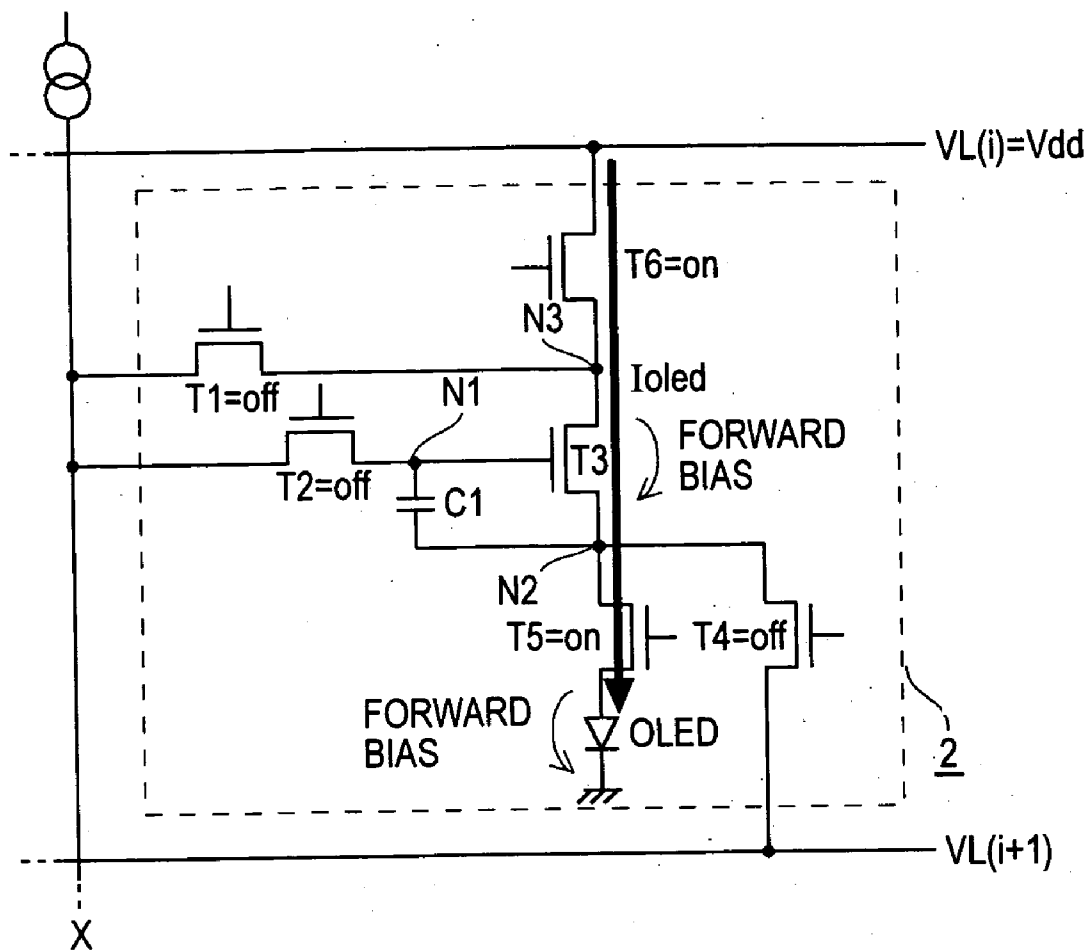 VL(i)=Vdd
T6=on
N3
Ioled
T1=off
N1
FORWARD
BIAS
T3
T2=off
C1
N2
T5=on
T4=off
FORWARD
BIAS
OLED
2
VL(i+1)
X